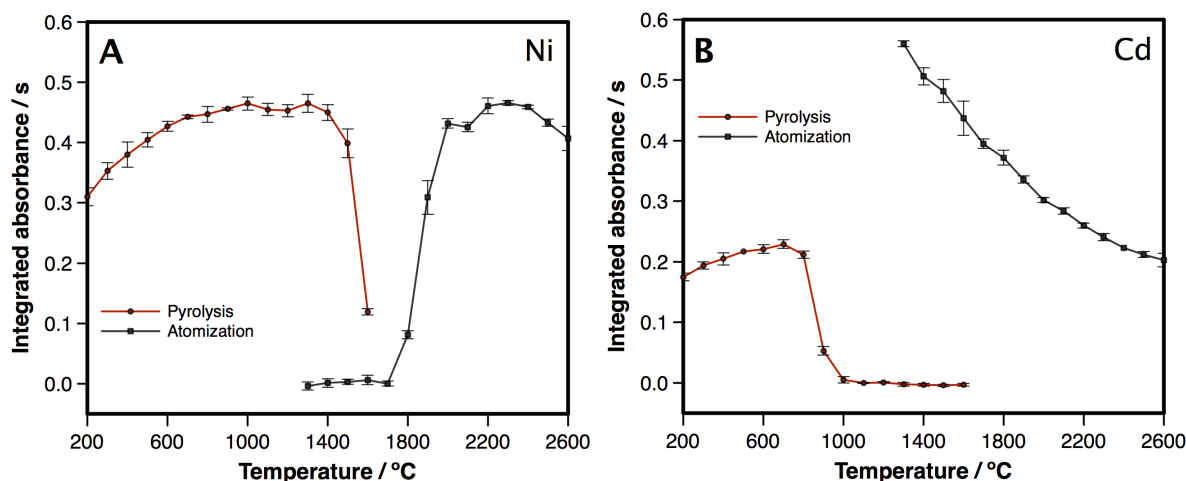 A
Ni
Integrated absorbance / s
0.6
0.5
0.4
0.3
0.2
0.1
0.0
Pyrolysis
Atomization
200 600 1000 1400 1800 2200 2600
Temperature / °C
B
Cd
Integrated absorbance / s
0.6
0.5
0.4
0.3
0.2
0.1
0.0
Pyrolysis
Atomization
200 600 1000 1400 1800 2200 2600
Temperature / °C